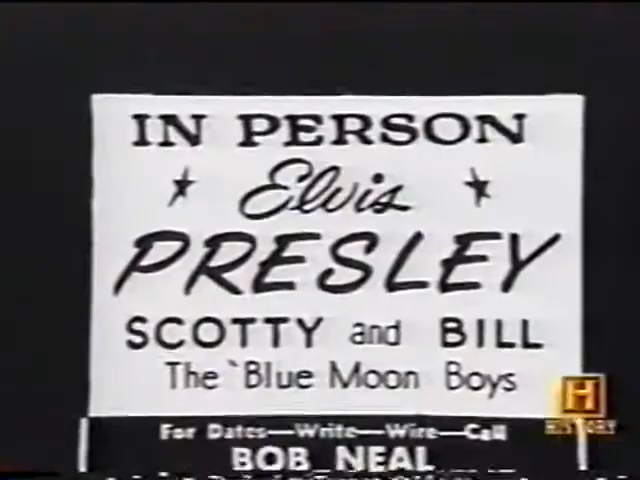 IN PERSON
Elvis
PRESLEY
SCOTTY and BILL
The `Blue Moon Boys
For Dates—Write—Wire—Call
BOB NEAL
H
HISTORY